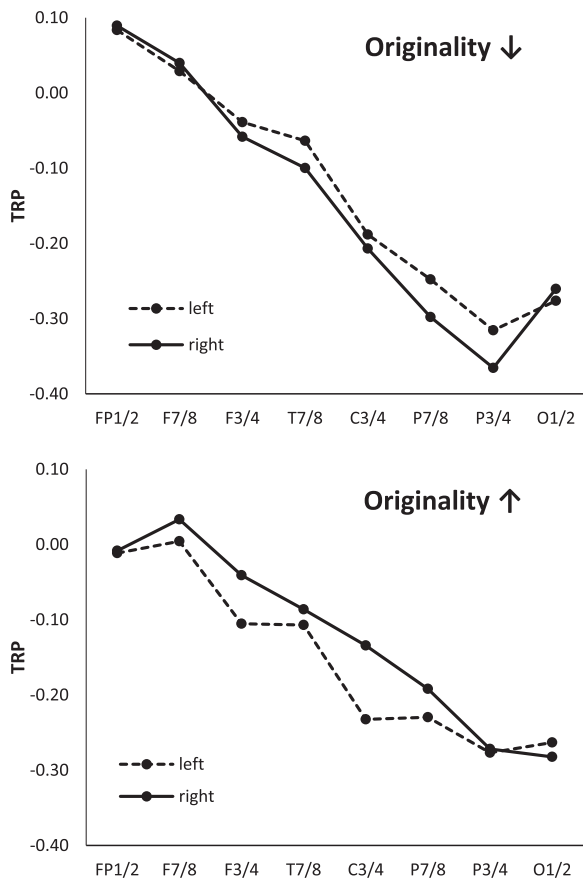 Originality ↓
0.10
0.00
-0.10
-0.20
-0.30
-0.40
TRP
left
right
FP1/2 F7/8 F3/4 T7/8 C3/4 P7/8 P3/4 O1/2
Originality ↑
0.10
0.00
-0.10
-0.20
-0.30
-0.40
TRP
left
right
FP1/2 F7/8 F3/4 T7/8 C3/4 P7/8 P3/4 O1/2